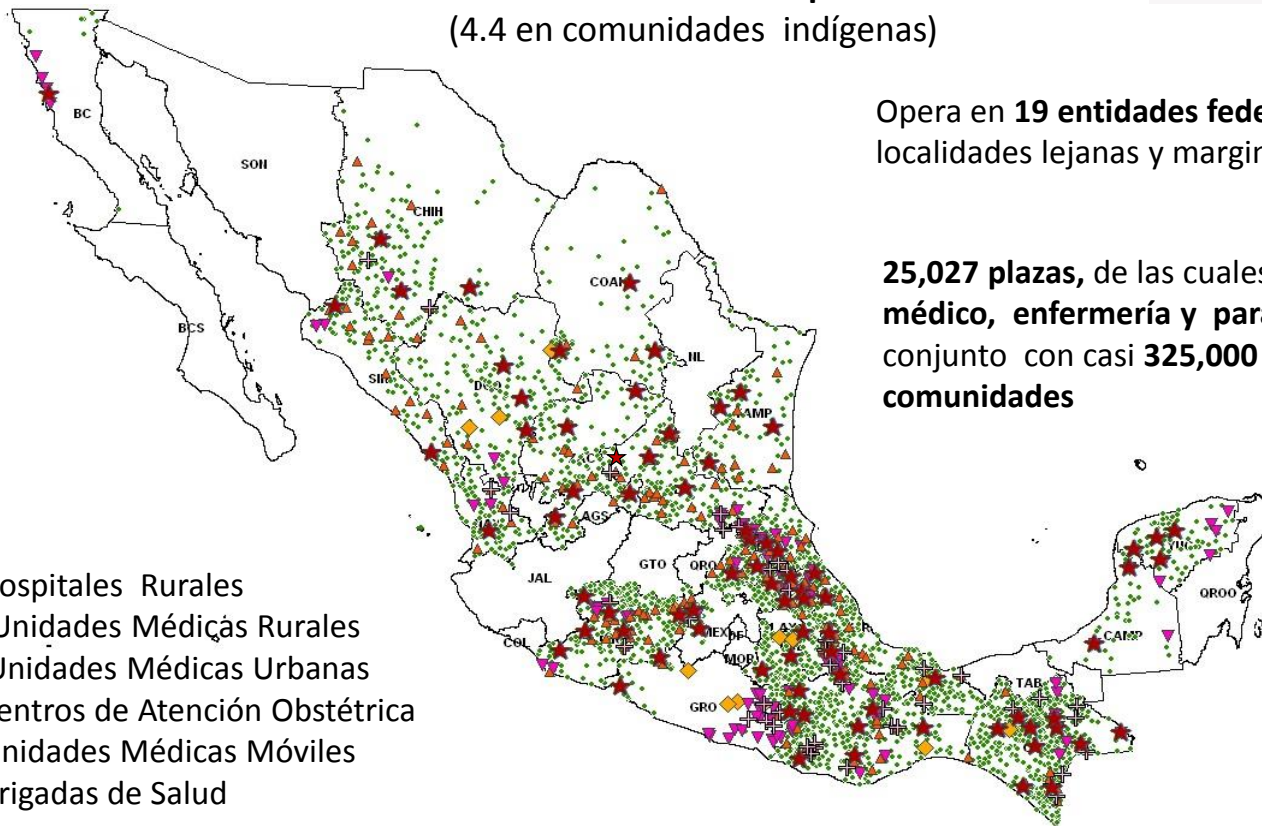 (4.4 en comunidades indígenas)
Opera en 19 entidades fede
localidades lejanas y margin
25,027 plazas, de las cuales
médico, enfermería y para
conjunto con casi 325,000
comunidades
BC
SON
CHIH
COAH
BCS
NL
SIN
DGO
TAMP
AGS
JAL
GTO
QRO
COL
MEX
DF
MOR
GRO
TAB
CAMP
YUC
QROO
ospitales Rurales
Unidades Médicas Rurales
Unidades Médicas Urbanas
entros de Atención Obstétrica
nidades Médicas Móviles
rigadas de Salud